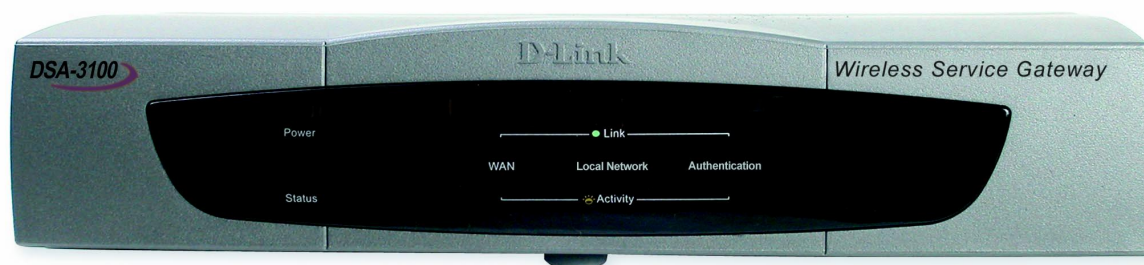 D-Link
DSA-3100
Wireless Service Gateway
Power
Link
WAN Local Network Authentication
Status
Activity